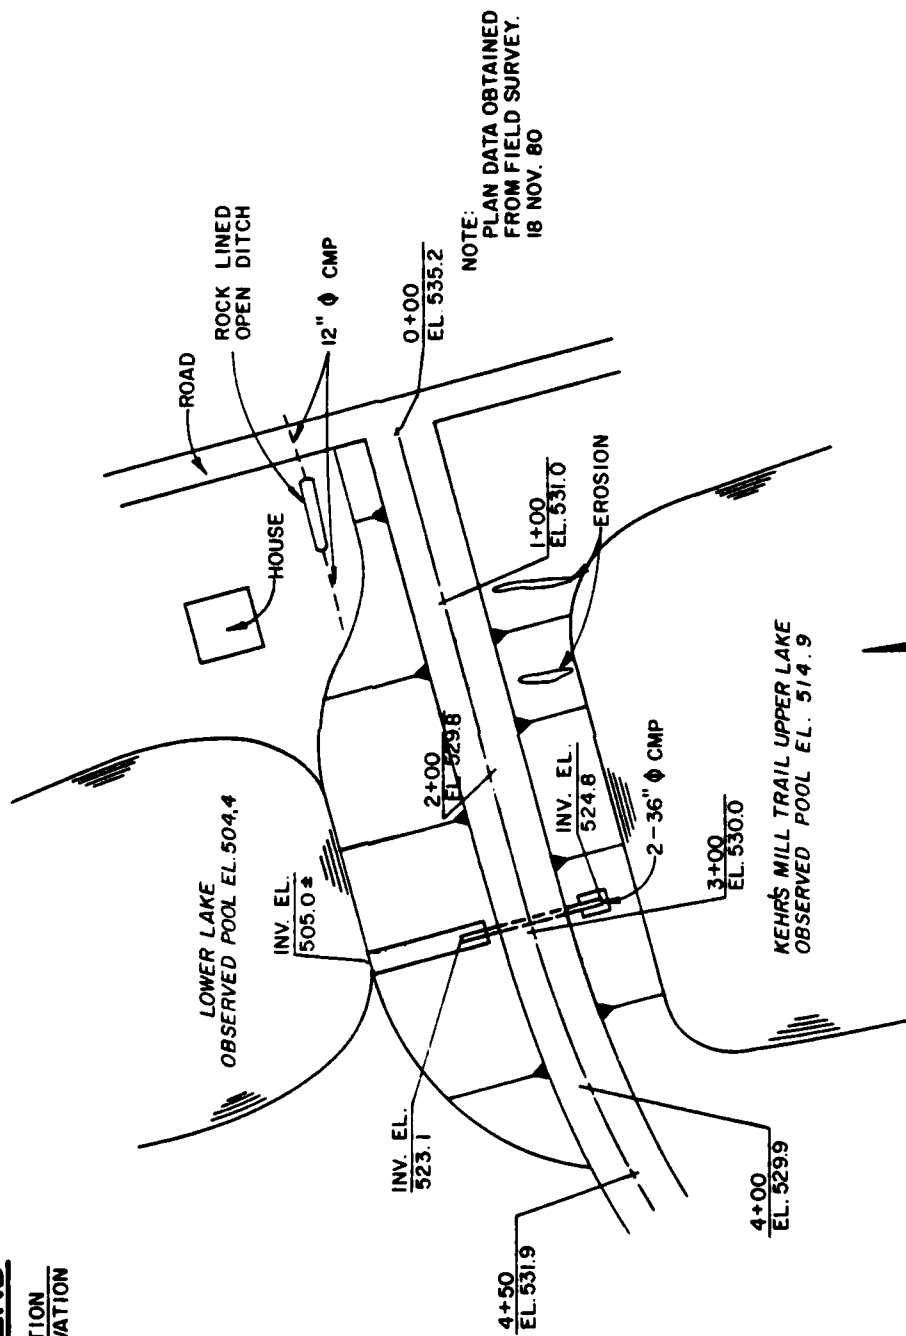 ROAD
ROCK LINED
OPEN DITCH
12" Φ CMP
0+00
EL. 535.2
NOTE:
PLAN DATA OBTAINED
FROM FIELD SURVEY.
18 NOV. 80
HOUSE
1+00
EL. 531.0
EROSION
2+00
EL. 529.8
LOWER LAKE
OBSERVED POOL EL. 504.4
INV. EL.
505.0±
INV. EL.
524.8
2-36" Φ CMP
3+00
EL. 530.0
KEHR'S MILL TRAIL UPPER LAKE
OBSERVED POOL EL. 514.9
INV. EL.
523.1
4+00
EL. 529.9
4+50
EL. 531.9